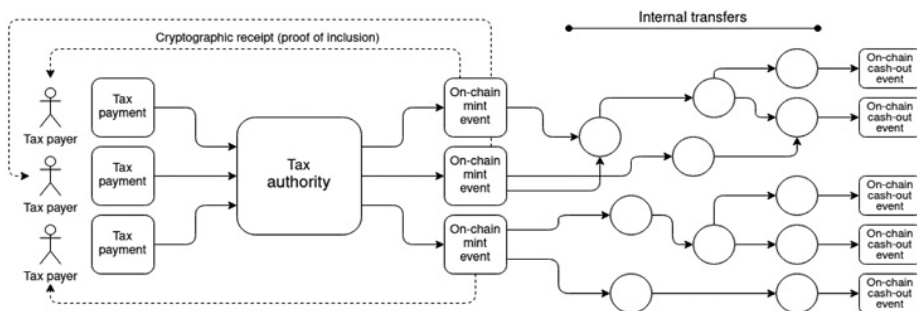 Internal transfers
Cryptographic receipt (proof of inclusion)
Tax payer
Tax
payment
Tax payer
Tax
payment
Tax payer
Tax
payment
Tax
authority
On-chain
mint
event
On-chain
mint
event
On-chain
mint
event
On-chain
cash-out
event
On-chain
cash-out
event
On-chain
cash-out
event
On-chain
cash-out
event
On-chain
cash-out
event